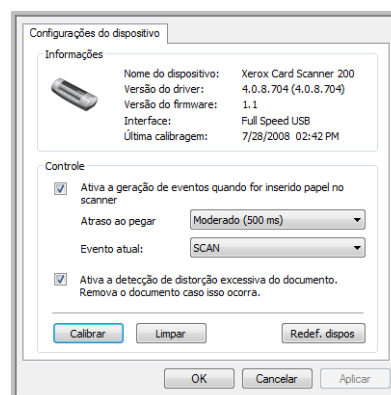 Configurações do dispositivo
Informações
Nome do dispositivo: Xerox Card Scanner 200
Versão do driver: 4.0.8.704 (4.0.8.704)
Versão do firmware: 1.1
Interface: Full Speed USB
Última calibragem: 7/28/2008 02:42 PM
Controle
Ativa a geração de eventos quando for inserido papel no
scanner
Atraso ao pegar Moderado (500 ms)
Evento atual: SCAN
Ativa a detecção de distorção excessiva do documento.
Remova o documento caso isso ocorra.
Calibrar Limpar Redef. dispos
OK Cancelar Aplicar